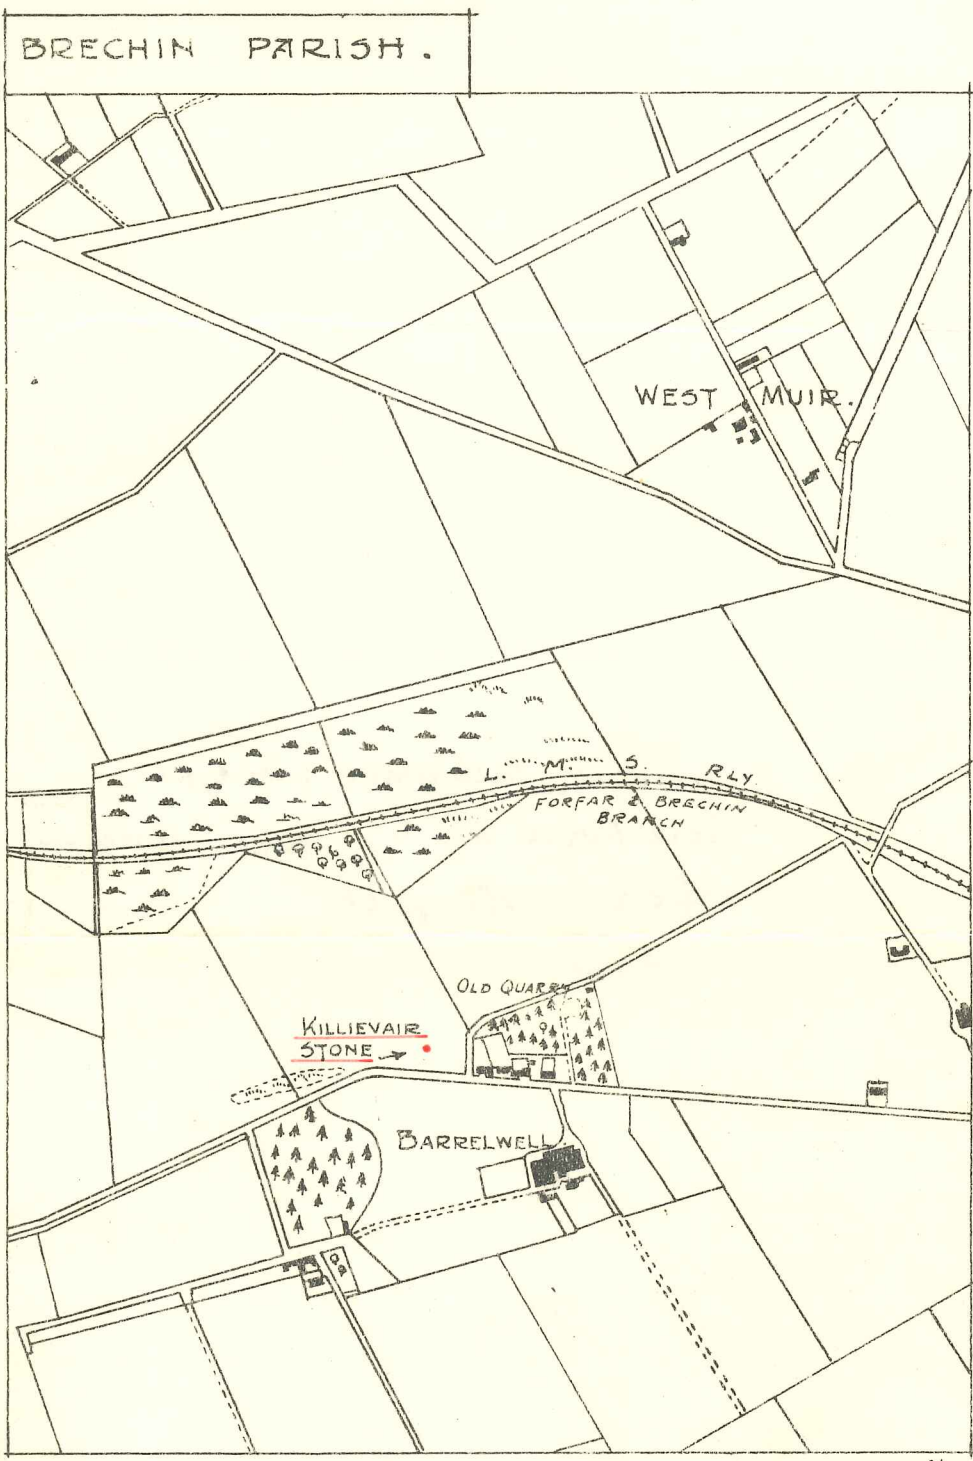 BRECHIN PARISH.
WEST MUIR.
L. M. S. RLY
FORFAR & BRECHIN
BRANCH
OLD QUARRY
KILLIEVAIR
STONE
BARRELWELL